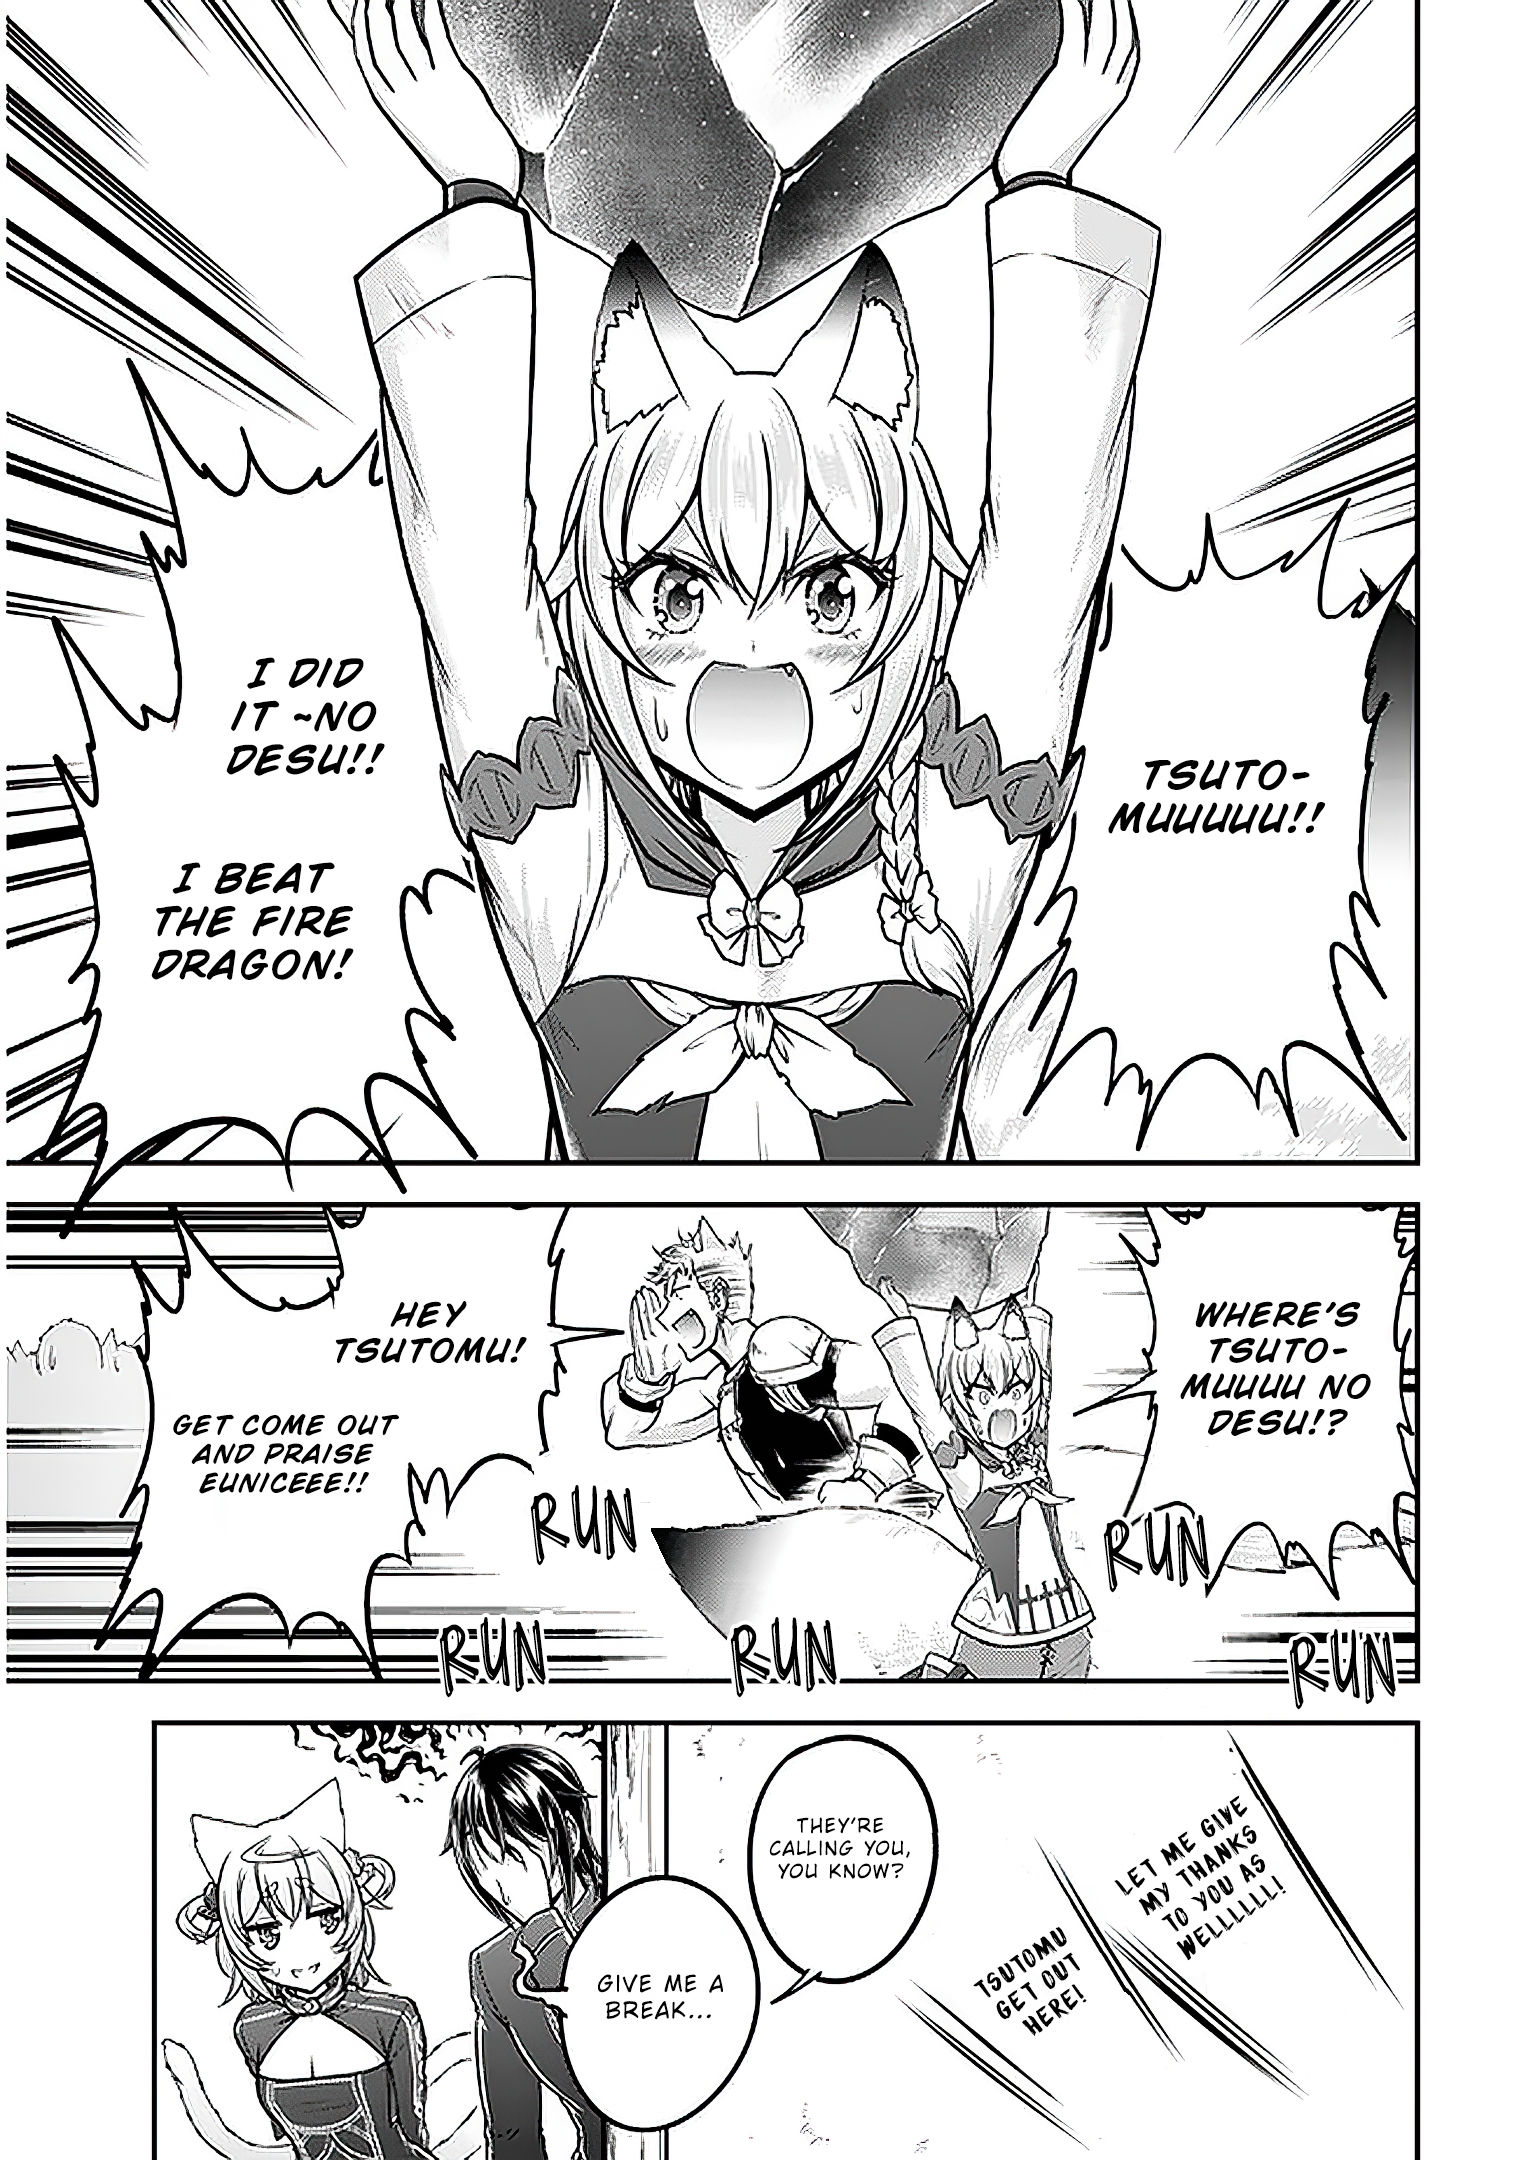 TSUTO-
MUUUUU!!
I DID
IT ~NO
DESU!!
I BEAT
THE FIRE
DRAGON!
WHERE'S
TSUTO-
MUUUU NO
DESU!?
HEY
TSUTOMU!
GET COME OUT
AND PRAISE
EUNICEEE!!
RUN
RUN
RUN
RUN
RUN
LET ME GIVE
MY THANKS
TO YOU AS
WELLLLLL!
TSUTOMU
GET OUT
HERE!
THEY'RE
CALLING YOU,
YOU KNOW?
GIVE ME A
BREAK...